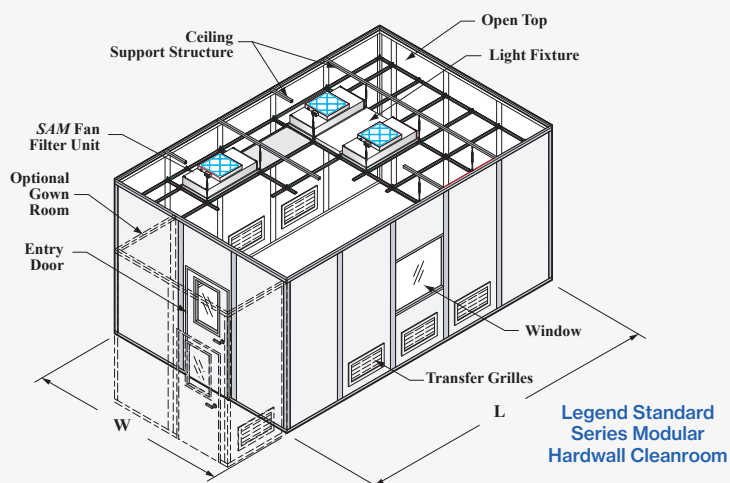 Open Top
Ceiling
Support Structure
Light Fixture
SAM Fan
Filter Unit
Optional
Gown
Room
Entry
Door
Window
Transfer Grilles
L
W
Legend Standard
Series Modular
Hardwall Cleanroom